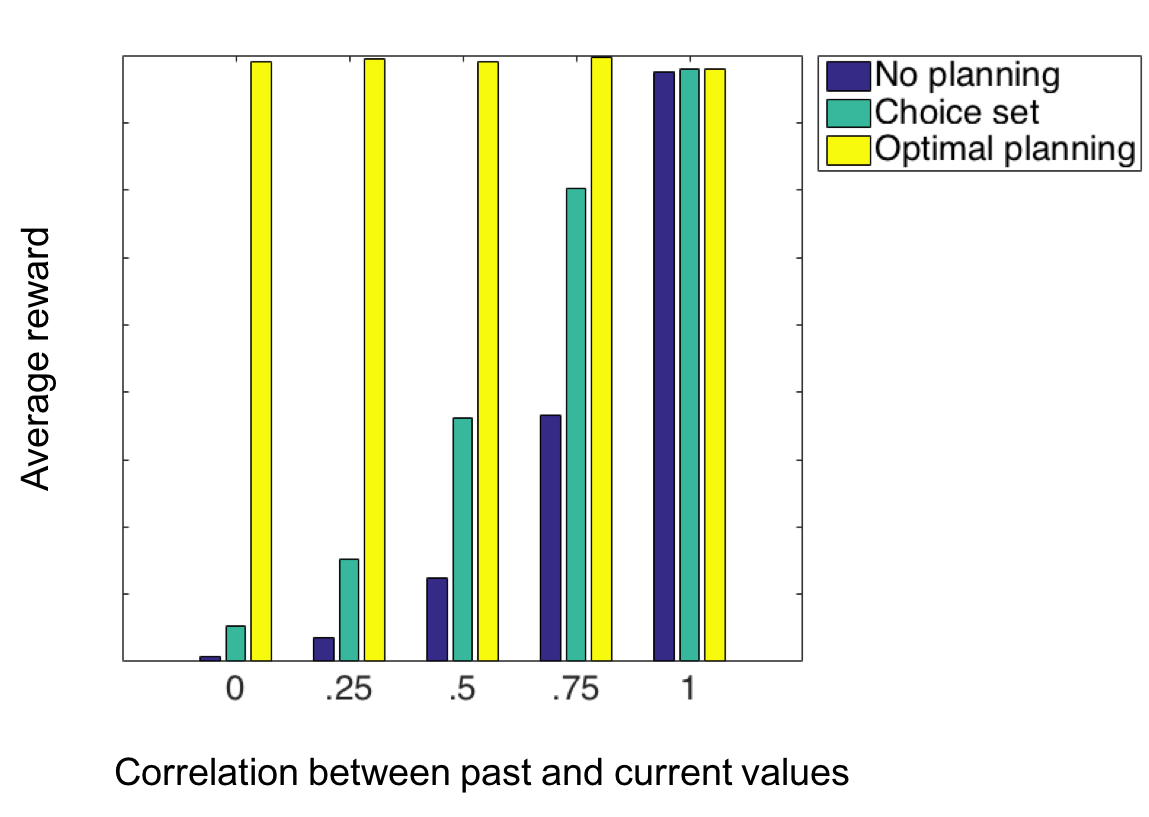 No planning
Choice set
Optimal planning
Average reward
0 .25 .5 .75 1
Correlation between past and current values